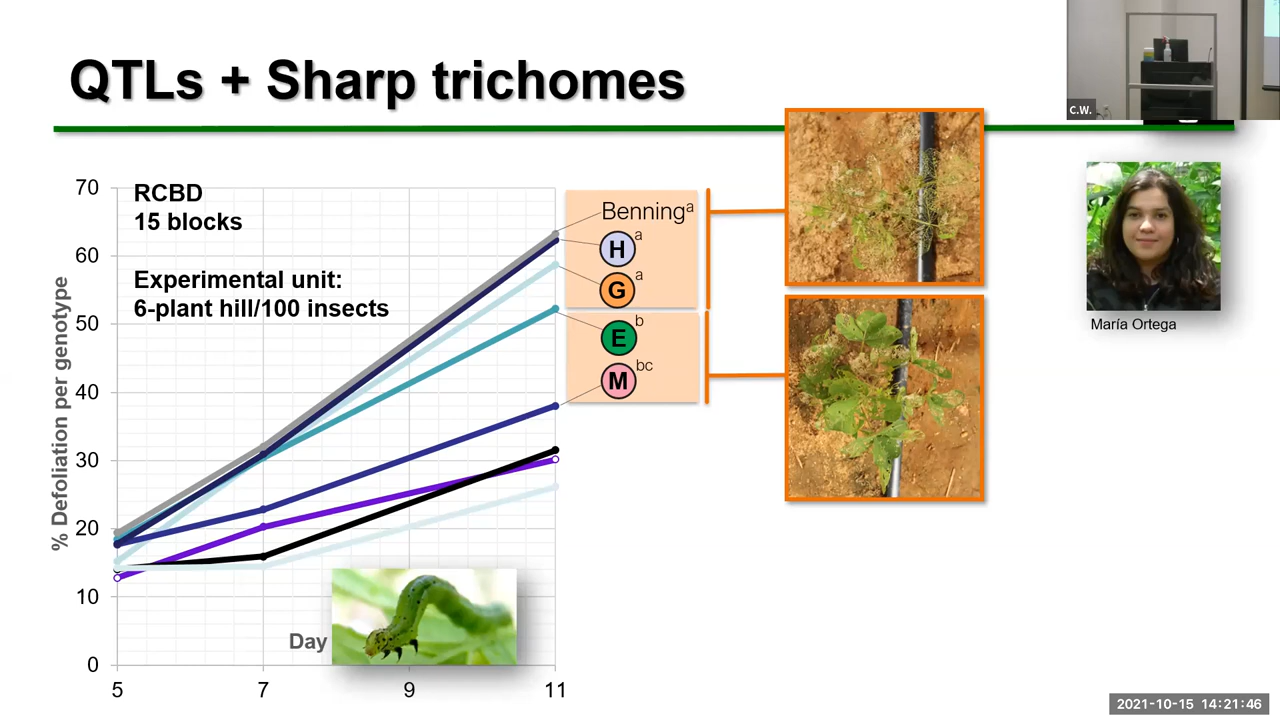 QTLs + Sharp trichomes
C.W.
RCBD
15 blocks
Experimental unit:
6-plant hill/100 insects
% Defoliation per genotype
70
60
50
40
30
20
10
0
5
7
9
11
Day
Benning a
H a
G a
E b
M bc
María Ortega
2021-10-15 14:21:46